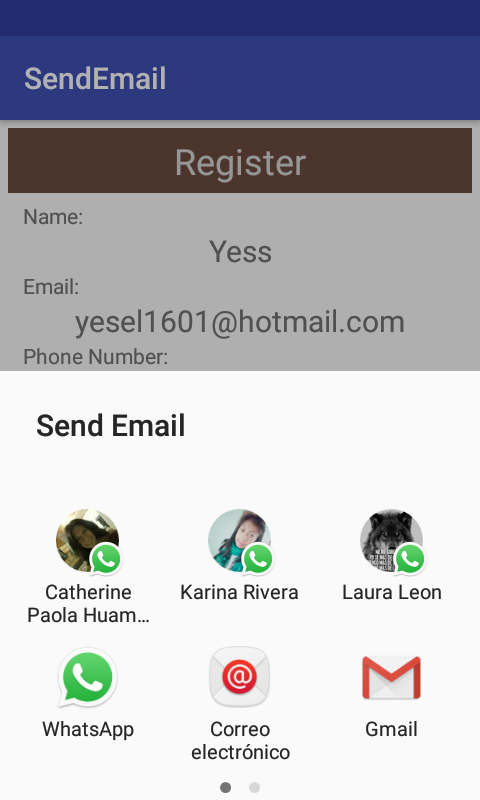 SendEmail
Register
Name:
Yess
Email:
yesel1601@hotmail.com
Phone Number:
Send Email
Catherine
Paola Huam...
Karina Rivera
Laura Leon
WhatsApp
Correo
electrónico
Gmail